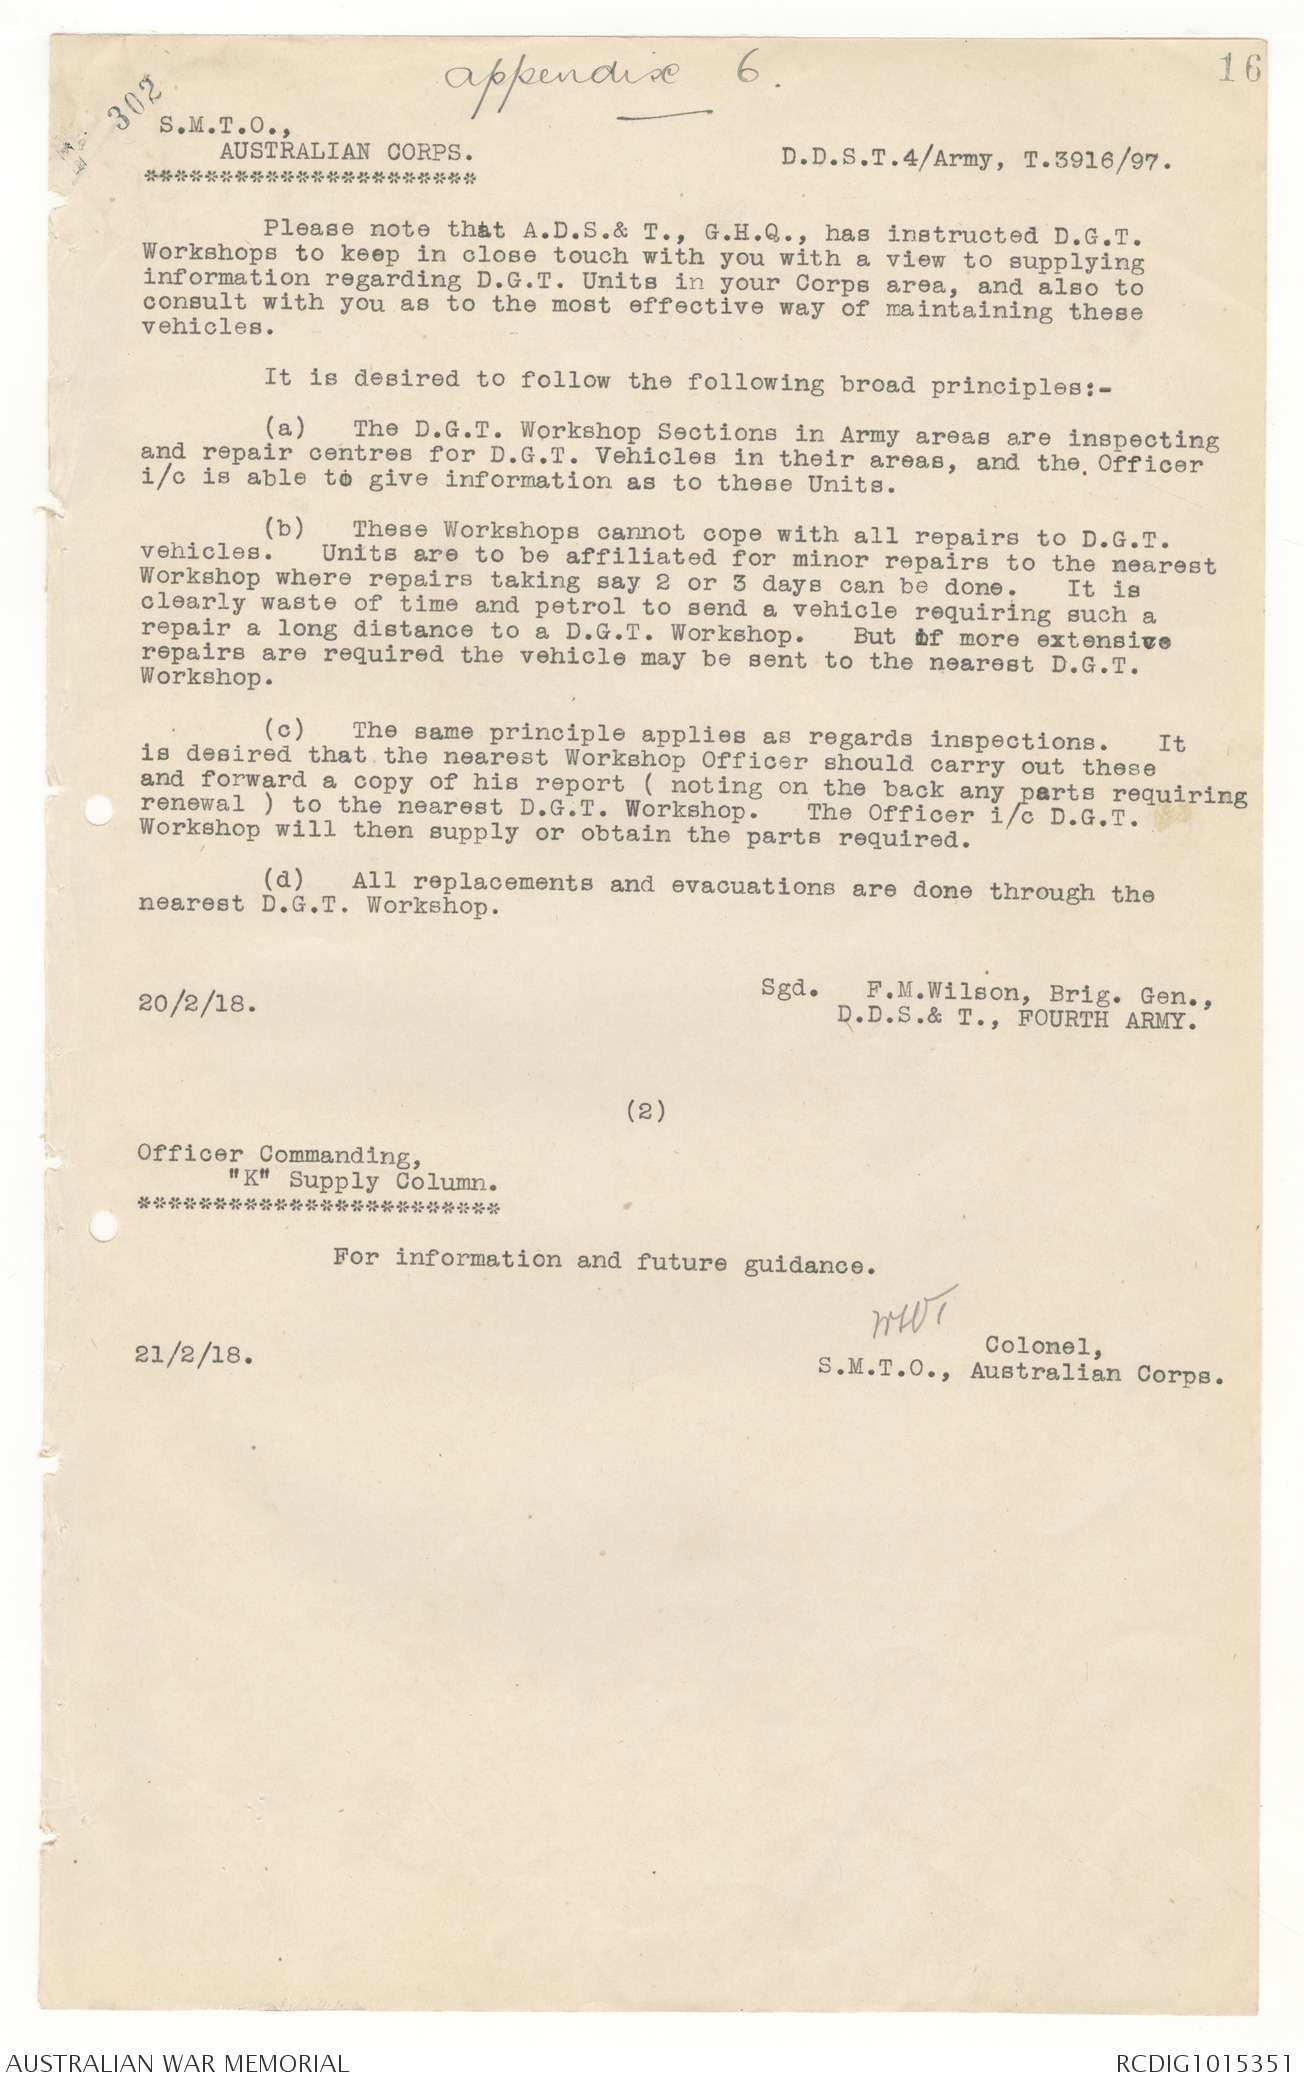 appendix 6.
16
302
S.M.T.O.,
AUSTRALIAN CORPS.
**********************
D.D.S.T.4/Army, T.3916/97.
Please note that A.D.S.& T., G.H.Q., has instructed D.G.T.
Workshops to keep in close touch with you with a view to supplying
information regarding D.G.T. Units in your Corps area, and also to
consult with you as to the most effective way of maintaining these
vehicles.
It is desired to follow the following broad principles:-
(a) The D.G.T. Workshop Sections in Army areas are inspecting
and repair centres for D.G.T. Vehicles in their areas, and the Officer
i/c is able to give information as to these Units.
(b) These Workshops cannot cope with all repairs to D.G.T.
vehicles. Units are to be affiliated for minor repairs to the nearest
Workshop where repairs taking say 2 or 3 days can be done. It is
clearly waste of time and petrol to send a vehicle requiring such a
repair a long distance to a D.G.T. Workshop. But if more extensive
repairs are required the vehicle may be sent to the nearest D.G.T.
Workshop.
(c) The same principle applies as regards inspections. It
is desired that the nearest Workshop Officer should carry out these
and forward a copy of his report ( noting on the back any parts requiring
renewal ) to the nearest D.G.T. Workshop. The Officer i/c D.G.T.
Workshop will then supply or obtain the parts required.
(d) All replacements and evacuations are done through the
nearest D.G.T. Workshop.
20/2/18.
Sgd. F.M.Wilson, Brig. Gen.,
D.D.S.& T., FOURTH ARMY.
(2)
Officer Commanding,
"K" Supply Column.
************************
For information and future guidance.
21/2/18.
Colonel,
S.M.T.O., Australian Corps.
AUSTRALIAN WAR MEMORIAL
RCDIG1015351